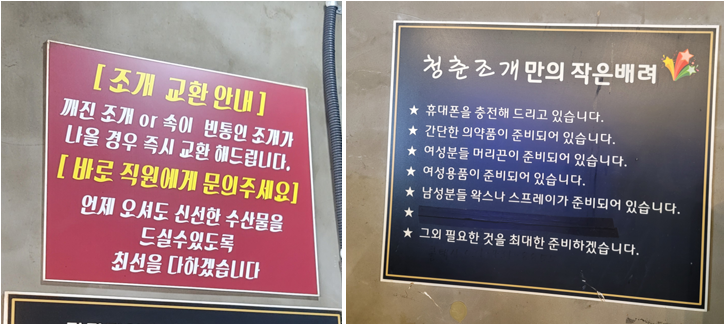 [ 조개 교환 안내 ]
깨진 조개 or 속이 빈통인 조개가
나올 경우 즉시 교환 해드립니다.
[ 바로 직원에게 문의주세요]
언제 오셔도 신선한 수산물을
드실수있도록
최선을 다하겠습니다
청춘조개만의 작은배려
★ 휴대폰을 충전해 드리고 있습니다.
★ 간단한 의약품이 준비되어 있습니다.
★ 여성분들 머리끈이 준비되어 있습니다.
★ 여성용품이 준비되어 있습니다.
★ 남성분들 왁스나 스프레이가 준비되어 있습니다.
★
★ 그외 필요한 것을 최대한 준비하겠습니다.